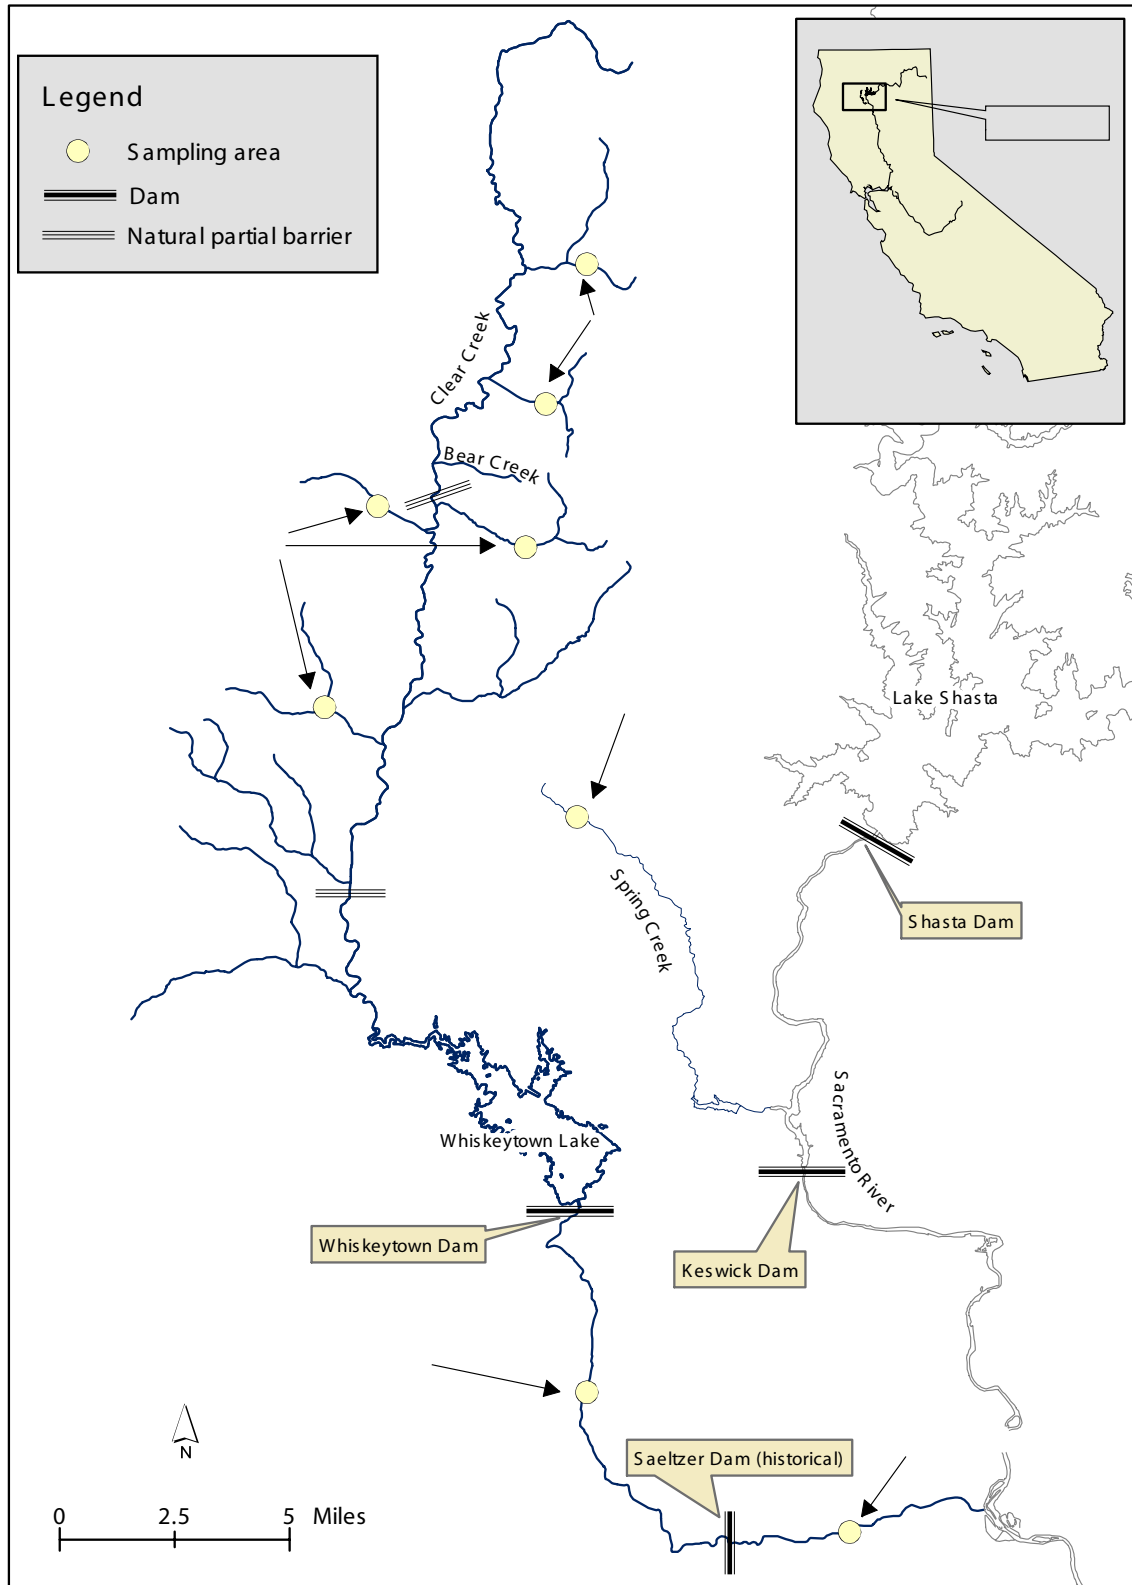 Legend
Sampling area
Dam
Natural partial barrier
Clear Creek
Bear Creek
Lake Shasta
Spring Creek
Shasta Dam
Sacramento River
Whiskeytown Lake
Whiskeytown Dam
Keswick Dam
Saeltzer Dam (historical)
N
0 2.5 5 Miles